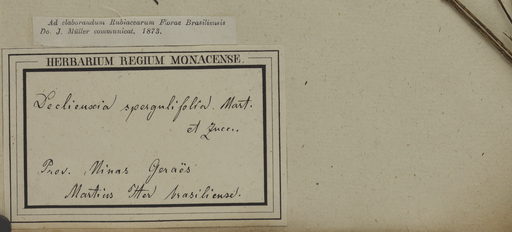 Ad elaborandum Rubiacearum Florae Brasiliensis
Do. J. Müller communicat. 1873.
HERBARIUM REGIUM MONACENSE.
Declieuxia spergulifolia. Mart.
et Zucc.
Prov. Minas Geraës
Martius Iter brasiliense.